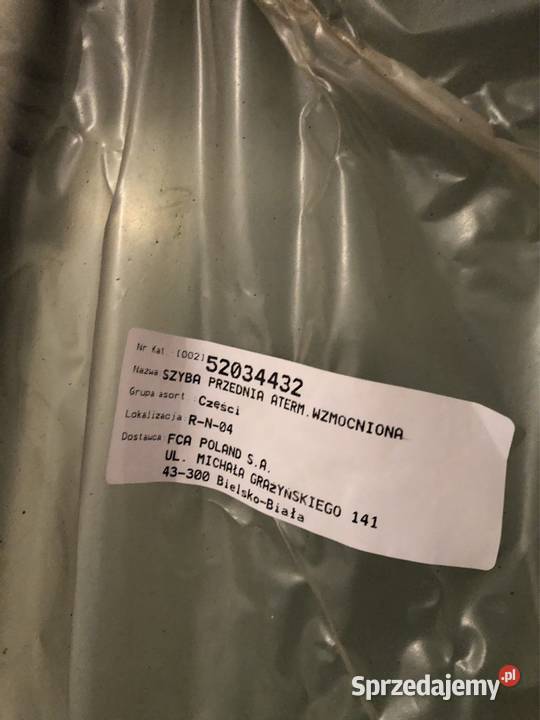 Nr Kat. [002] 52034432
Nazwa SZYBA PRZEDNIA ATERM.WZMOCNIONA
Grupa asort. Części
Lokalizacja R-N-04
Dostawca FCA POLAND S.A.
UL. MICHAŁA GRAŻYŃSKIEGO 141
43-300 Bielsko-Biała
Sprzedajemy.pl